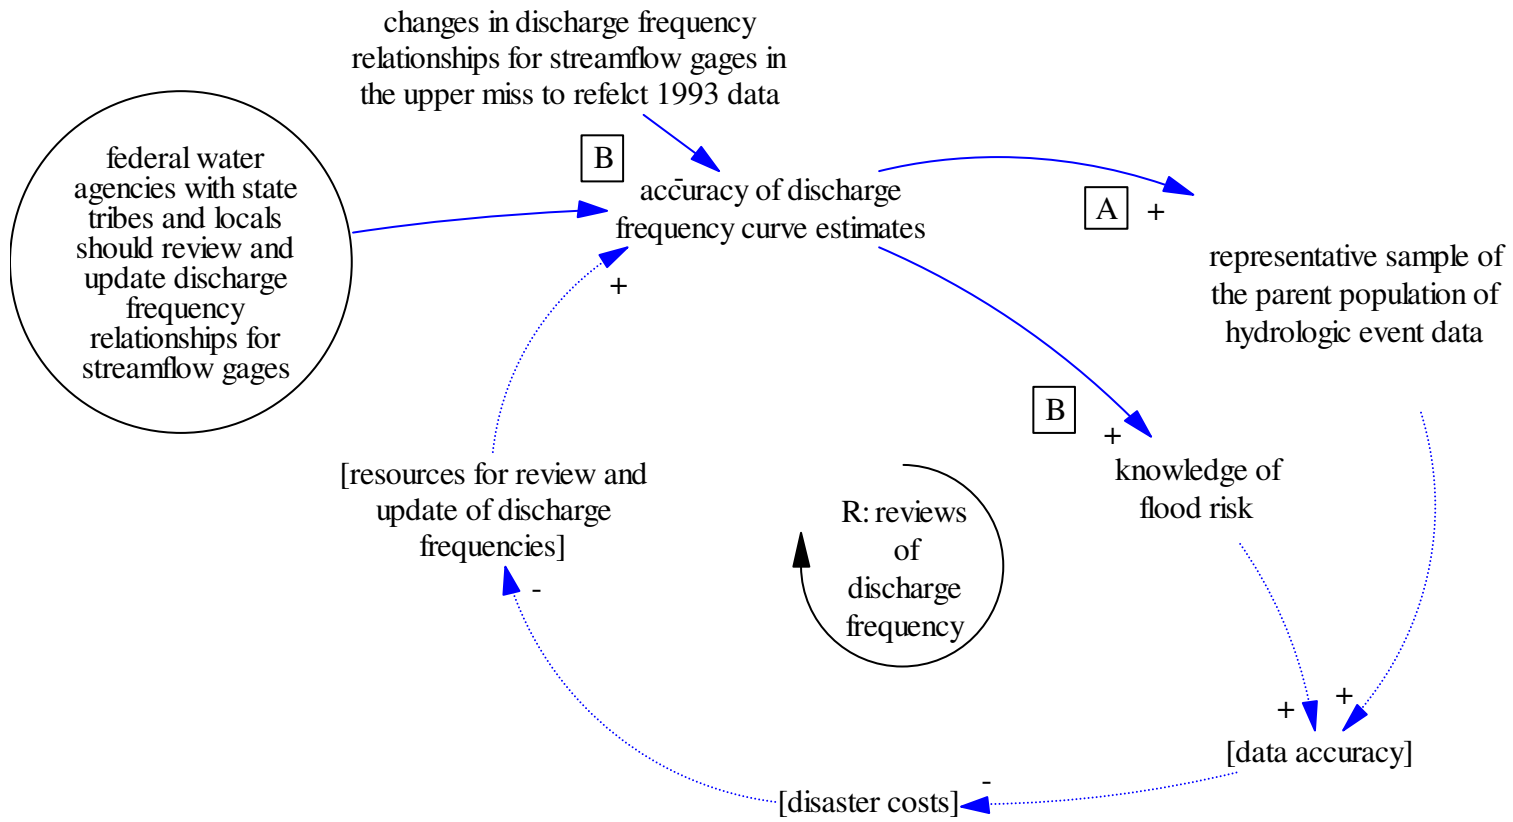 changes in discharge frequency
relationships for streamflow gages in
the upper miss to refelct 1993 data
federal water
agencies with state
tribes and locals
should review and
update discharge
frequency
relationships for
streamflow gages
B
-
accuracy of discharge
frequency curve estimates
+
A
+
representative sample of
the parent population of
hydrologic event data
B
+
knowledge of
flood risk
[resources for review and
update of discharge
frequencies]
-
R: reviews
of
discharge
frequency
+
+
[data accuracy]
-
[disaster costs]